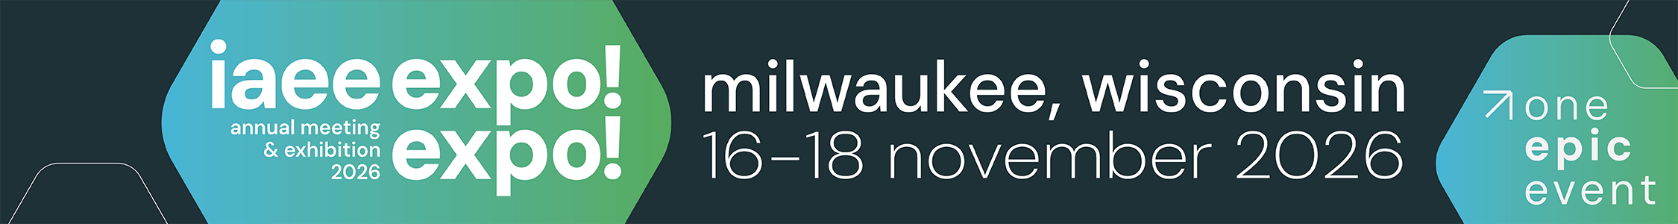 iaee expo!
annual meeting
& exhibition
2026
expo!
milwaukee, wisconsin
16–18 november 2026
one
epic
event